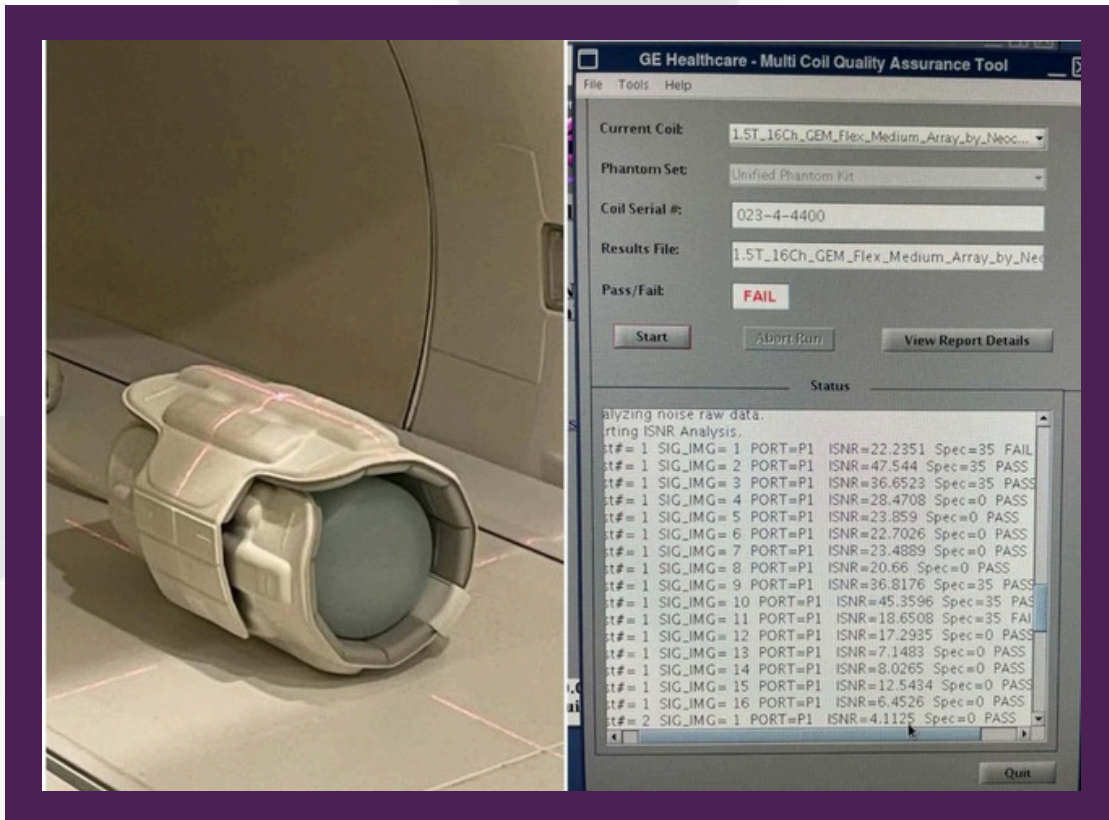 GE Healthcare - Multi Coil Quality Assurance Tool
File Tools Help
Current Coil:
1.5T_16Ch_GEM_Flex_Medium_Array_by_Neoc...
Phantom Set:
Unified Phantom Kit
Coil Serial #:
023-4-4400
Results File:
1.5T_16Ch_GEM_Flex_Medium_Array_by_Neo
Pass/Fail:
FAIL
Start Abort Run View Report Details
Status
alyzing noise raw data.
rting ISNR Analysis.
st#= 1 SIG_IMG= 1 PORT=P1 ISNR=22.2351 Spec=35 FAIL
st#= 1 SIG_IMG= 2 PORT=P1 ISNR=47.544 Spec=35 PASS
st#= 1 SIG_IMG= 3 PORT=P1 ISNR=36.6523 Spec=35 PASS
st#= 1 SIG_IMG= 4 PORT=P1 ISNR=28.4708 Spec=0 PASS
st#= 1 SIG_IMG= 5 PORT=P1 ISNR=23.859 Spec=0 PASS
st#= 1 SIG_IMG= 6 PORT=P1 ISNR=22.7026 Spec=0 PASS
st#= 1 SIG_IMG= 7 PORT=P1 ISNR=23.4889 Spec=0 PASS
st#= 1 SIG_IMG= 8 PORT=P1 ISNR=20.66 Spec=0 PASS
st#= 1 SIG_IMG= 9 PORT=P1 ISNR=36.8176 Spec=35 PASS
st#= 1 SIG_IMG= 10 PORT=P1 ISNR=45.3596 Spec=35 PAS
st#= 1 SIG_IMG= 11 PORT=P1 ISNR=18.6508 Spec=35 FAI
st#= 1 SIG_IMG= 12 PORT=P1 ISNR=17.2935 Spec=0 PASS
st#= 1 SIG_IMG= 13 PORT=P1 ISNR=7.1483 Spec=0 PASS
st#= 1 SIG_IMG= 14 PORT=P1 ISNR=8.0265 Spec=0 PASS
st#= 1 SIG_IMG= 15 PORT=P1 ISNR=12.5434 Spec=0 PASS
st#= 1 SIG_IMG= 16 PORT=P1 ISNR=6.4526 Spec=0 PASS
st#= 2 SIG_IMG= 1 PORT=P1 ISNR=4.1125 Spec=0 PASS
Quit